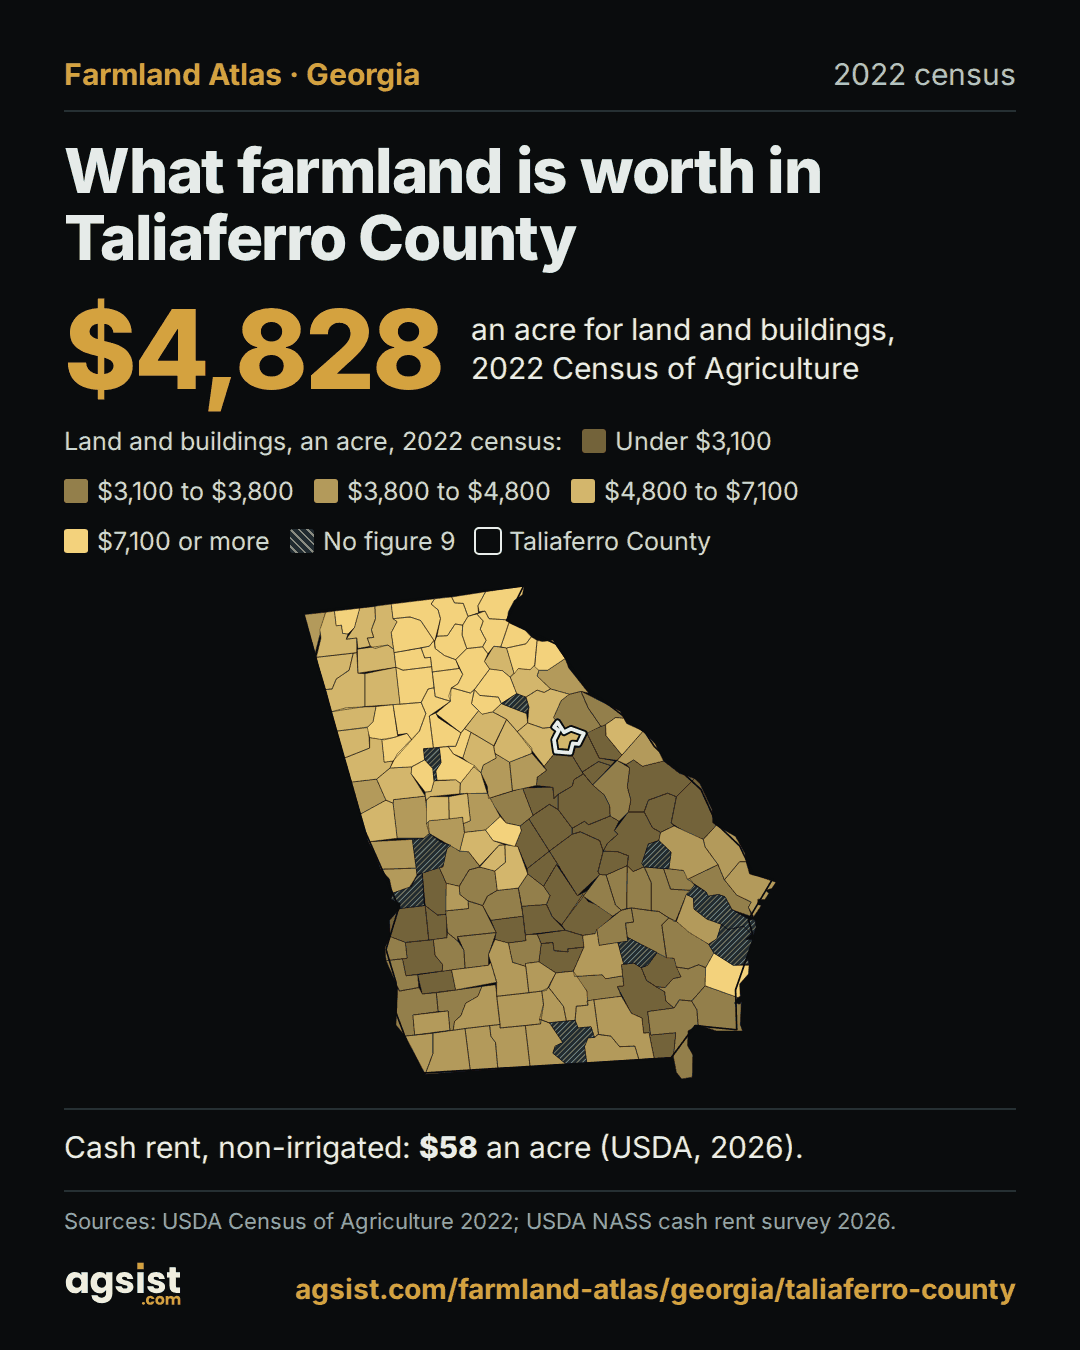 Farmland Atlas · Georgia
2022 census
What farmland is worth in
Taliaferro County
$4,828
an acre for land and buildings,
2022 Census of Agriculture
Land and buildings, an acre, 2022 census: Under $3,100
$3,100 to $3,800 $3,800 to $4,800 $4,800 to $7,100
$7,100 or more No figure 9 Taliaferro County
Cash rent, non-irrigated: $58 an acre (USDA, 2026).
Sources: USDA Census of Agriculture 2022; USDA NASS cash rent survey 2026.
agsist
.com
agsist.com/farmland-atlas/georgia/taliaferro-county